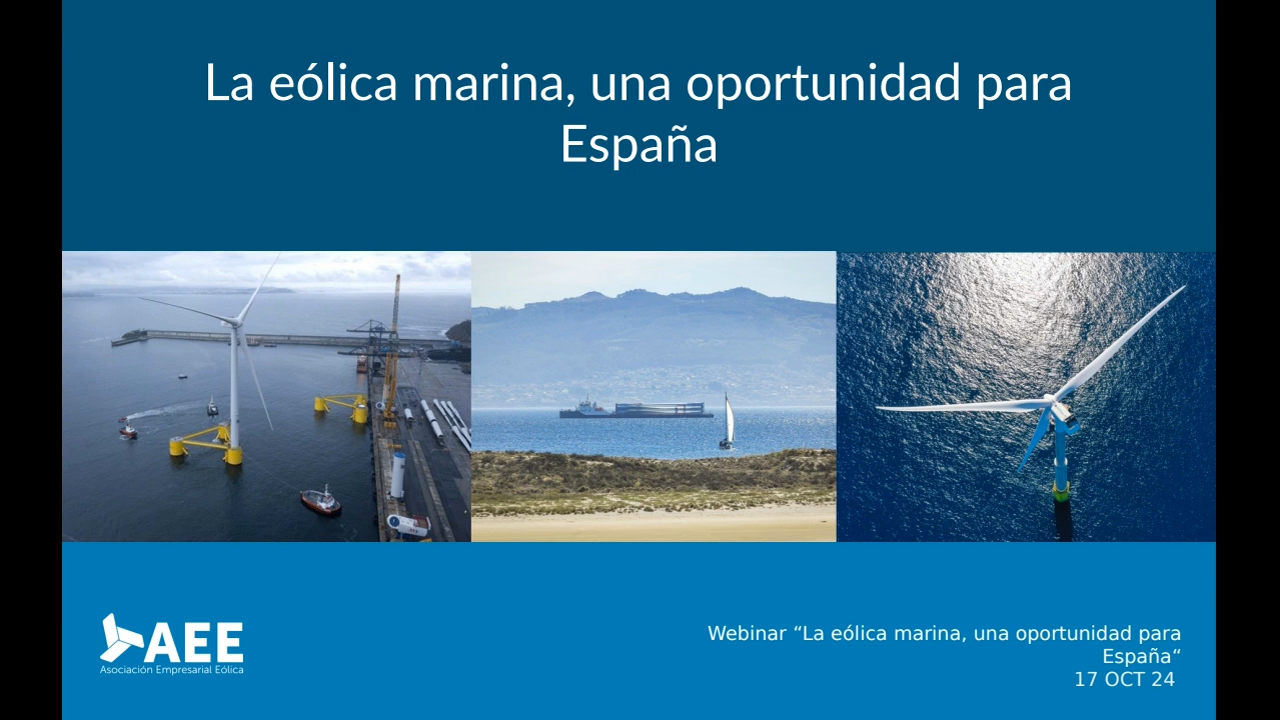 La eólica marina, una oportunidad para
España
AEE
Asociación Empresarial Eólica
Webinar “La eólica marina, una oportunidad para
España“
17 OCT 24